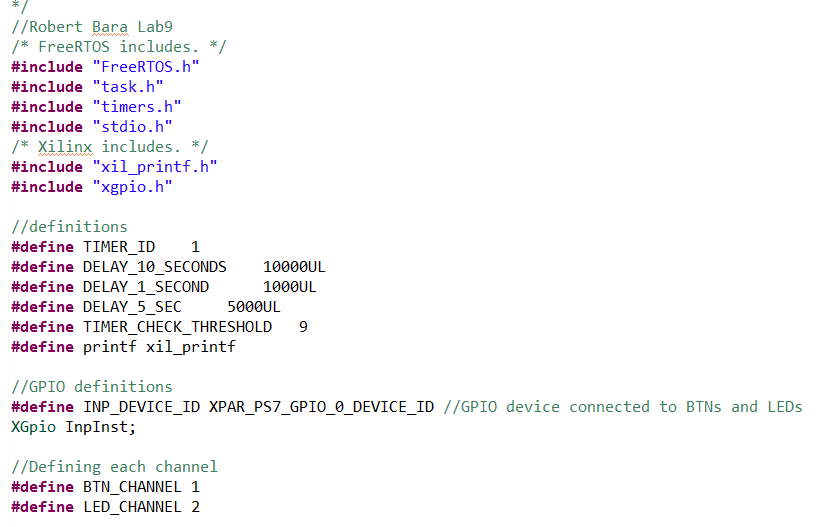 */
//Robert Bara Lab9
/* FreeRTOS includes. */
#include "FreeRTOS.h"
#include "task.h"
#include "timers.h"
#include "stdio.h"
/* Xilinx includes. */
#include "xil_printf.h"
#include "xgpio.h"
//definitions
#define TIMER_ID    1
#define DELAY_10_SECONDS    10000UL
#define DELAY_1_SECOND      1000UL
#define DELAY_5_SEC     5000UL
#define TIMER_CHECK_THRESHOLD   9
#define printf xil_printf
//GPIO definitions
#define INP_DEVICE_ID XPAR_PS7_GPIO_0_DEVICE_ID //GPIO device connected to BTNs and LEDs
XGpio InpInst;
//Defining each channel
#define BTN_CHANNEL 1
#define LED_CHANNEL 2